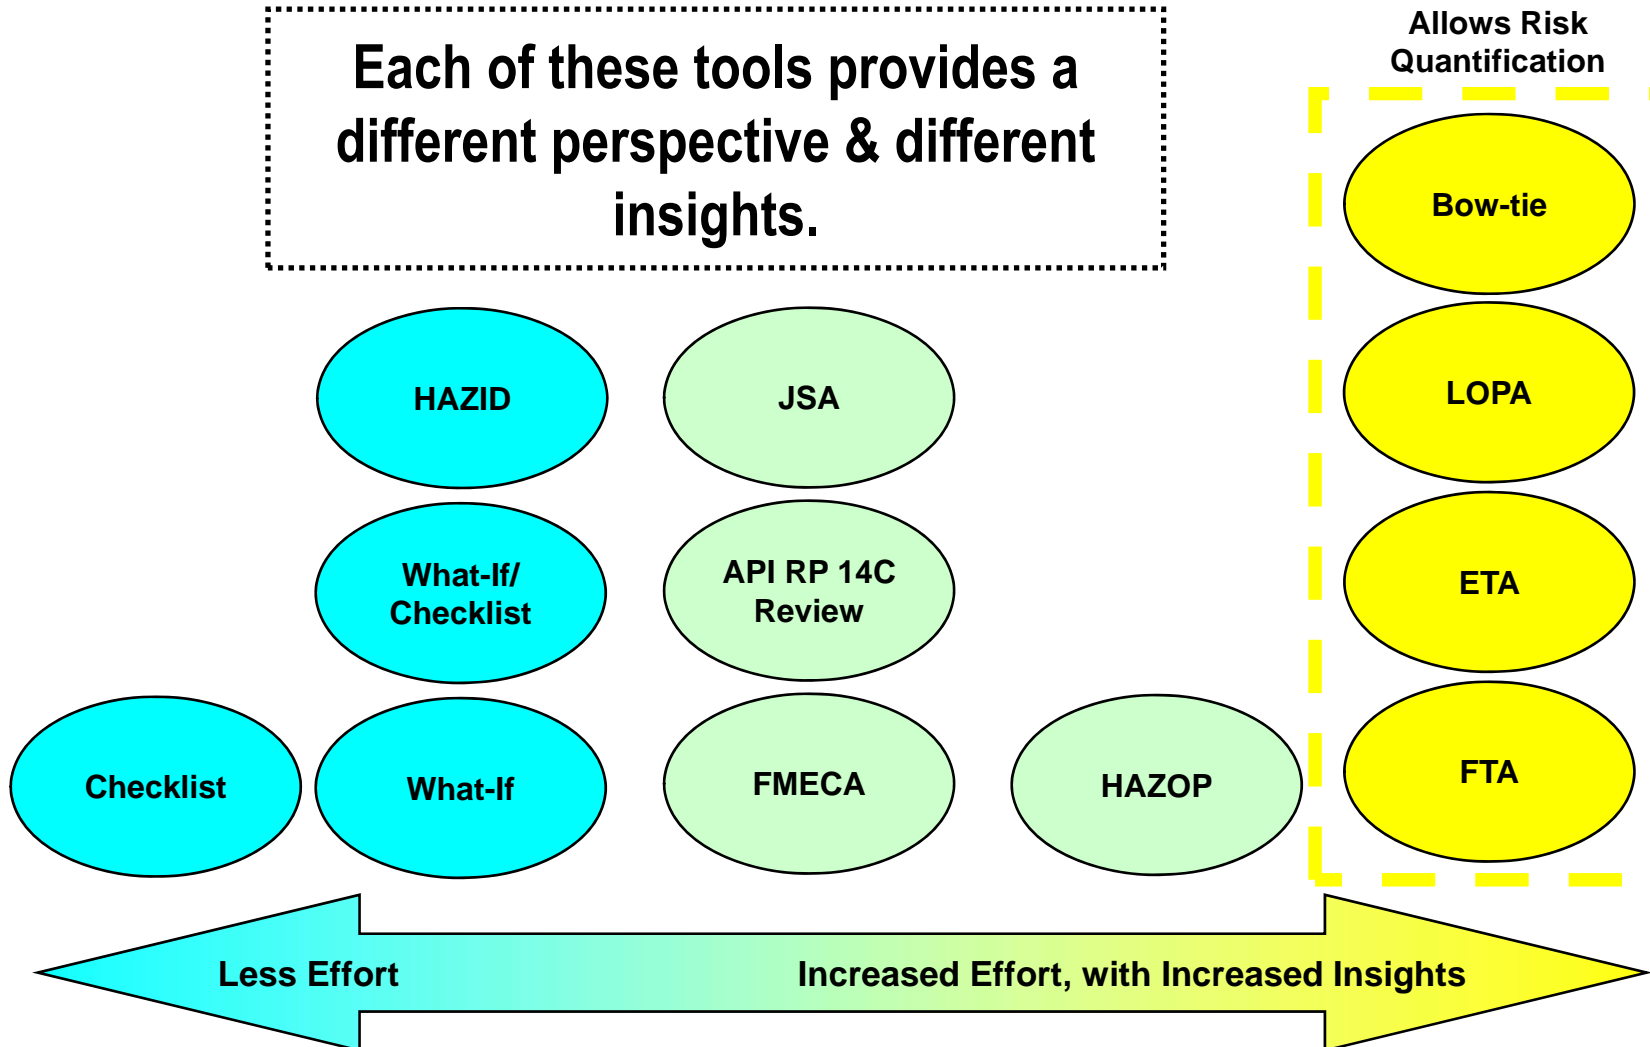 Each of these tools provides a
different perspective & different
insights.
Allows Risk
Quantification
Bow-tie
HAZID
JSA
LOPA
What-If/
Checklist
API RP 14C
Review
ETA
Checklist
What-If
FMECA
HAZOP
FTA
Less Effort
Increased Effort, with Increased Insights